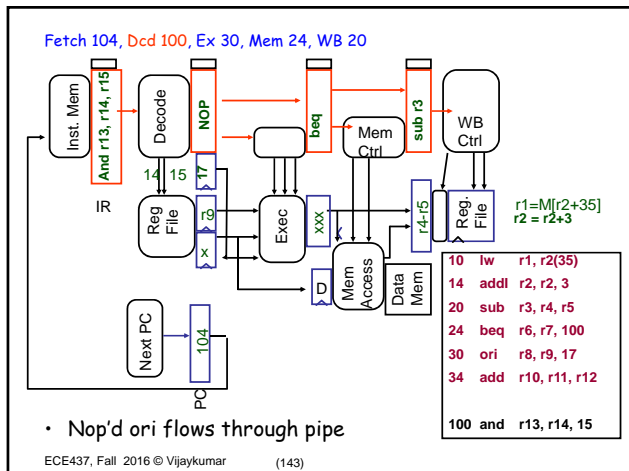 Fetch 104, Dcd 100, Ex 30, Mem 24, WB 20
Inst. Mem
And r13, r14, r15
Decode
NOP
beq
Mem Ctrl
sub r3
WB Ctrl
IR
14 15
17
Reg File
r9
x
Exec
xxx
D
Mem Access
Data Mem
r4-r5
Reg. File
r1=M[r2+35]
r2 = r2+3
Next PC
104
PC
10 lw r1, r2(35)
14 addI r2, r2, 3
20 sub r3, r4, r5
24 beq r6, r7, 100
30 ori r8, r9, 17
34 add r10, r11, r12
100 and r13, r14, 15
• Nop'd ori flows through pipe
ECE437, Fall 2016 © Vijaykumar (143)